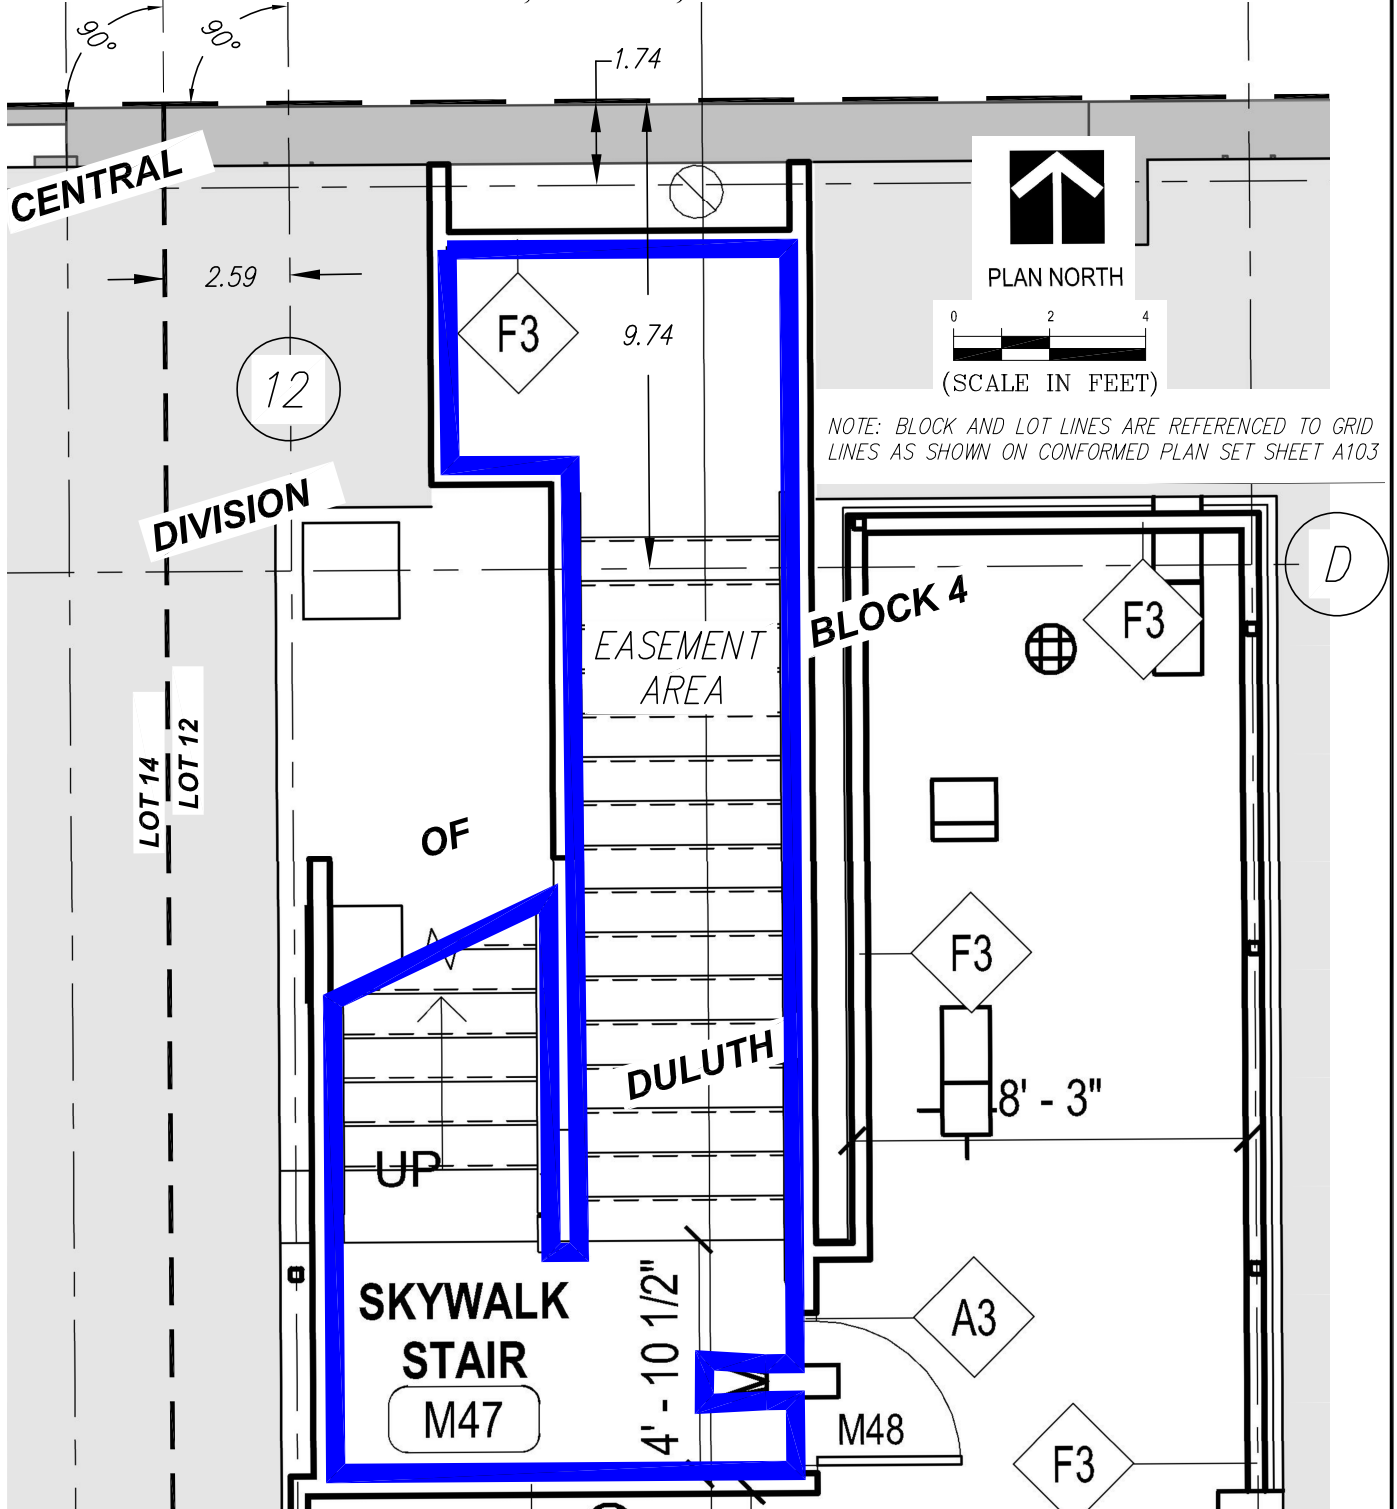 90°
90°
1.74
CENTRAL
PLAN NORTH
2.59
0 2 4
(SCALE IN FEET)
F3
9.74
12
NOTE: BLOCK AND LOT LINES ARE REFERENCED TO GRID
LINES AS SHOWN ON CONFORMED PLAN SET SHEET A103
DIVISION
D
BLOCK 4
F3
EASEMENT
AREA
LOT 14
LOT 12
OF
F3
DULUTH
8' - 3"
UP
SKYWALK
STAIR
M47
4' - 10 1/2"
A3
M48
F3